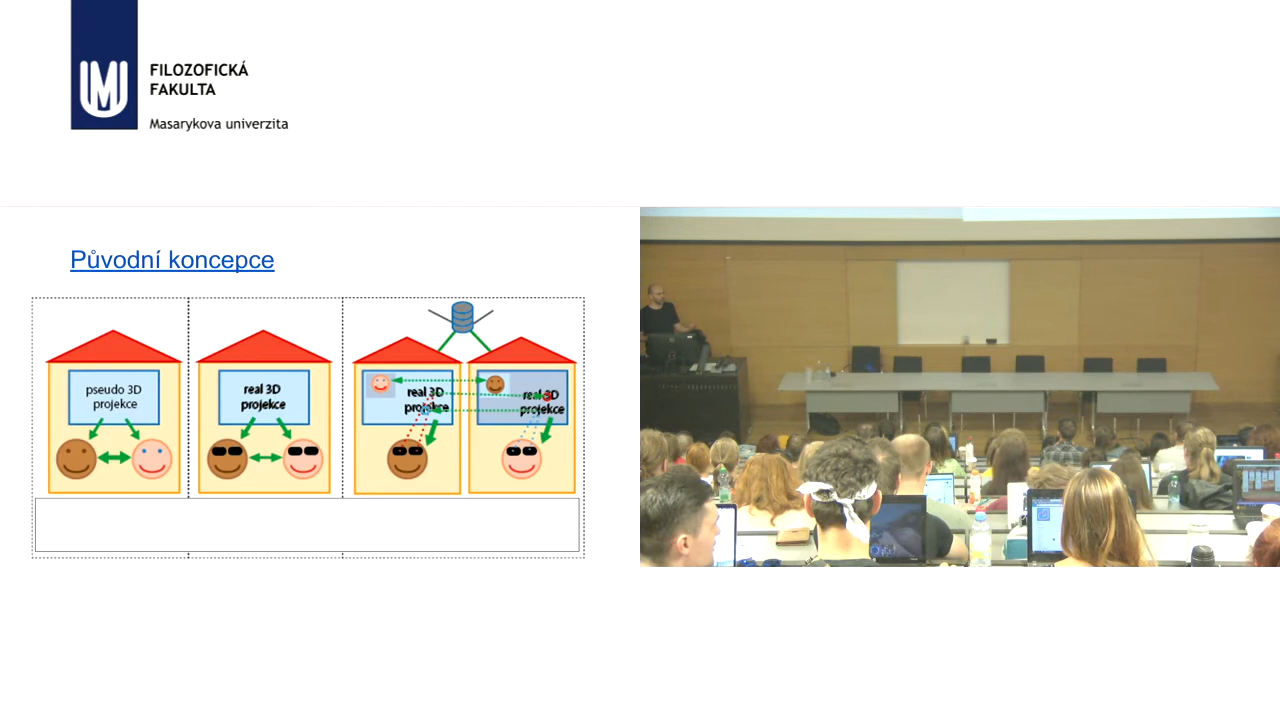 FILOZOFICKÁ
FAKULTA
Masarykova univerzita
Původní koncepce
pseudo 3D
projekce
real 3D
projekce
real 3D
projekce
real 3D
projekce